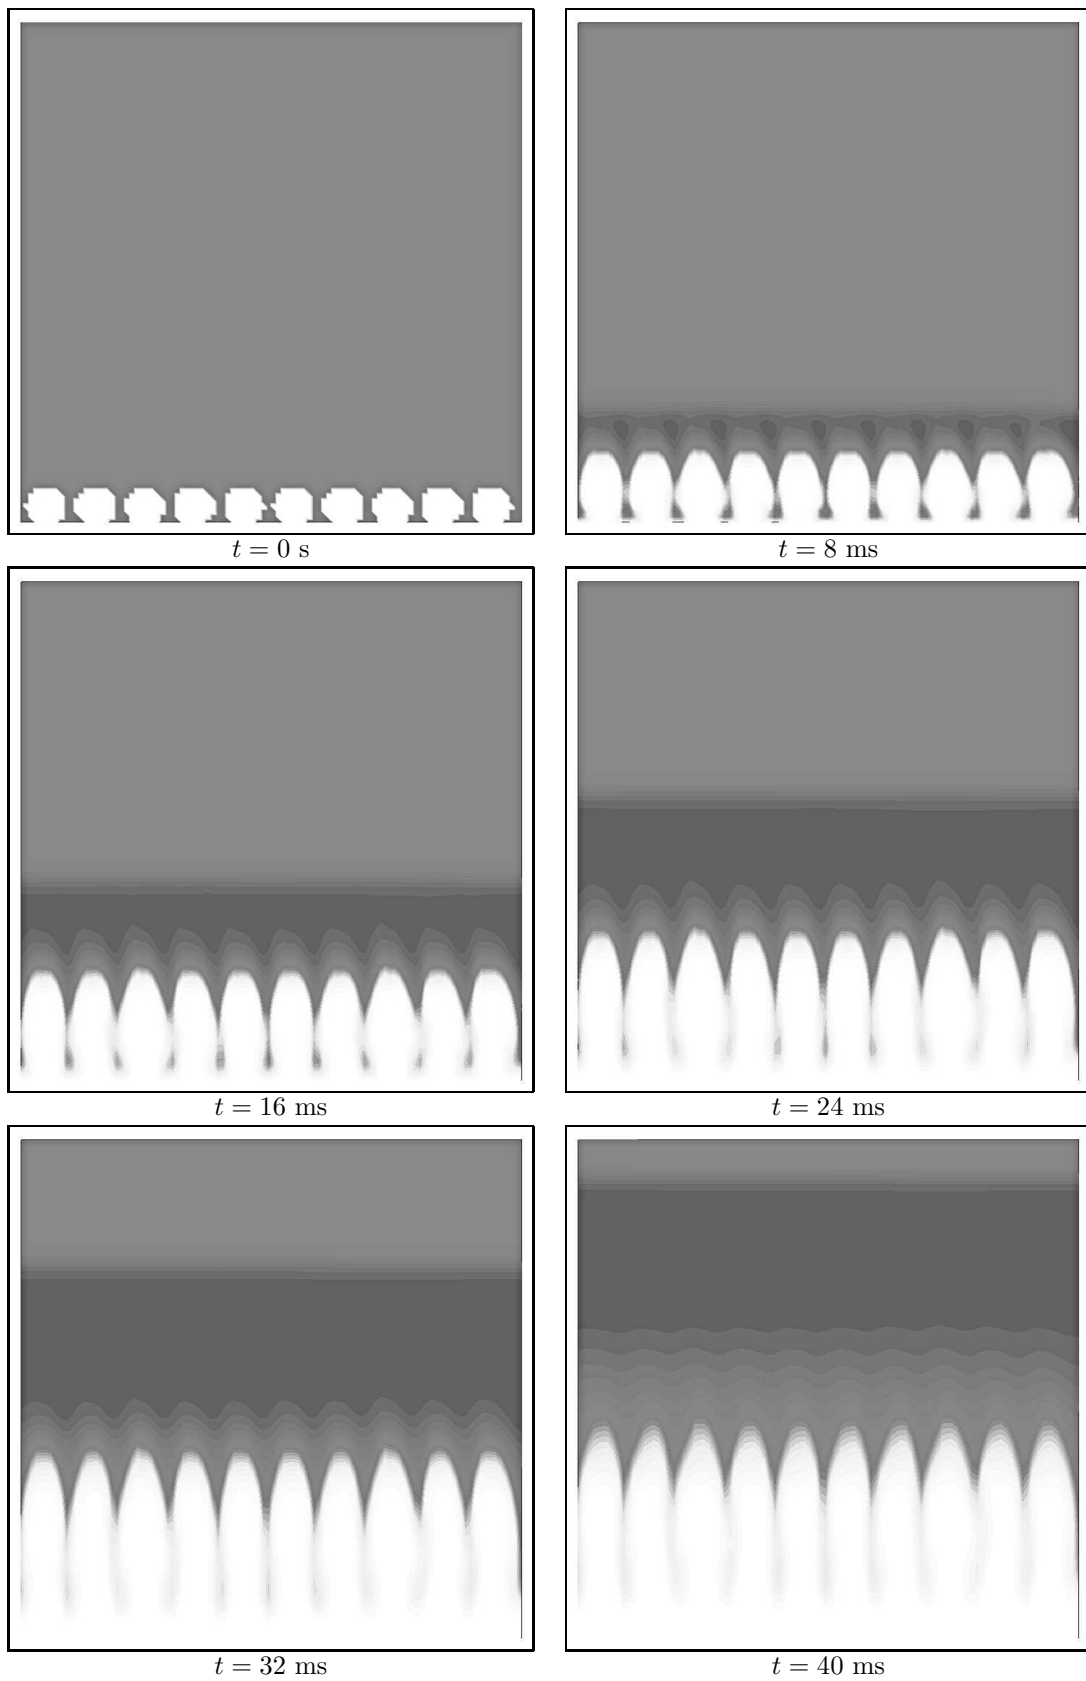 t = 0 s
t = 8 ms
t = 16 ms
t = 24 ms
t = 32 ms
t = 40 ms